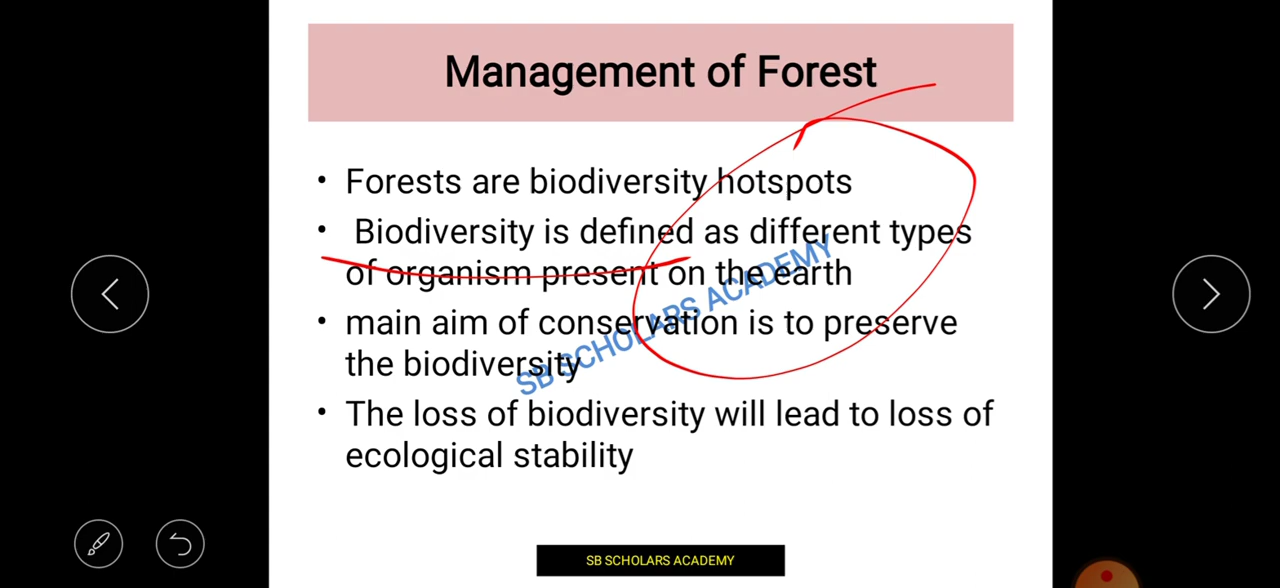 Management of Forest
• Forests are biodiversity hotspots
• Biodiversity is defined as different types
of organism present on the earth
• main aim of conservation is to preserve
the biodiversity
• The loss of biodiversity will lead to loss of
ecological stability
SB SCHOLARS ACADEMY
SB SCHOLARS ACADEMY